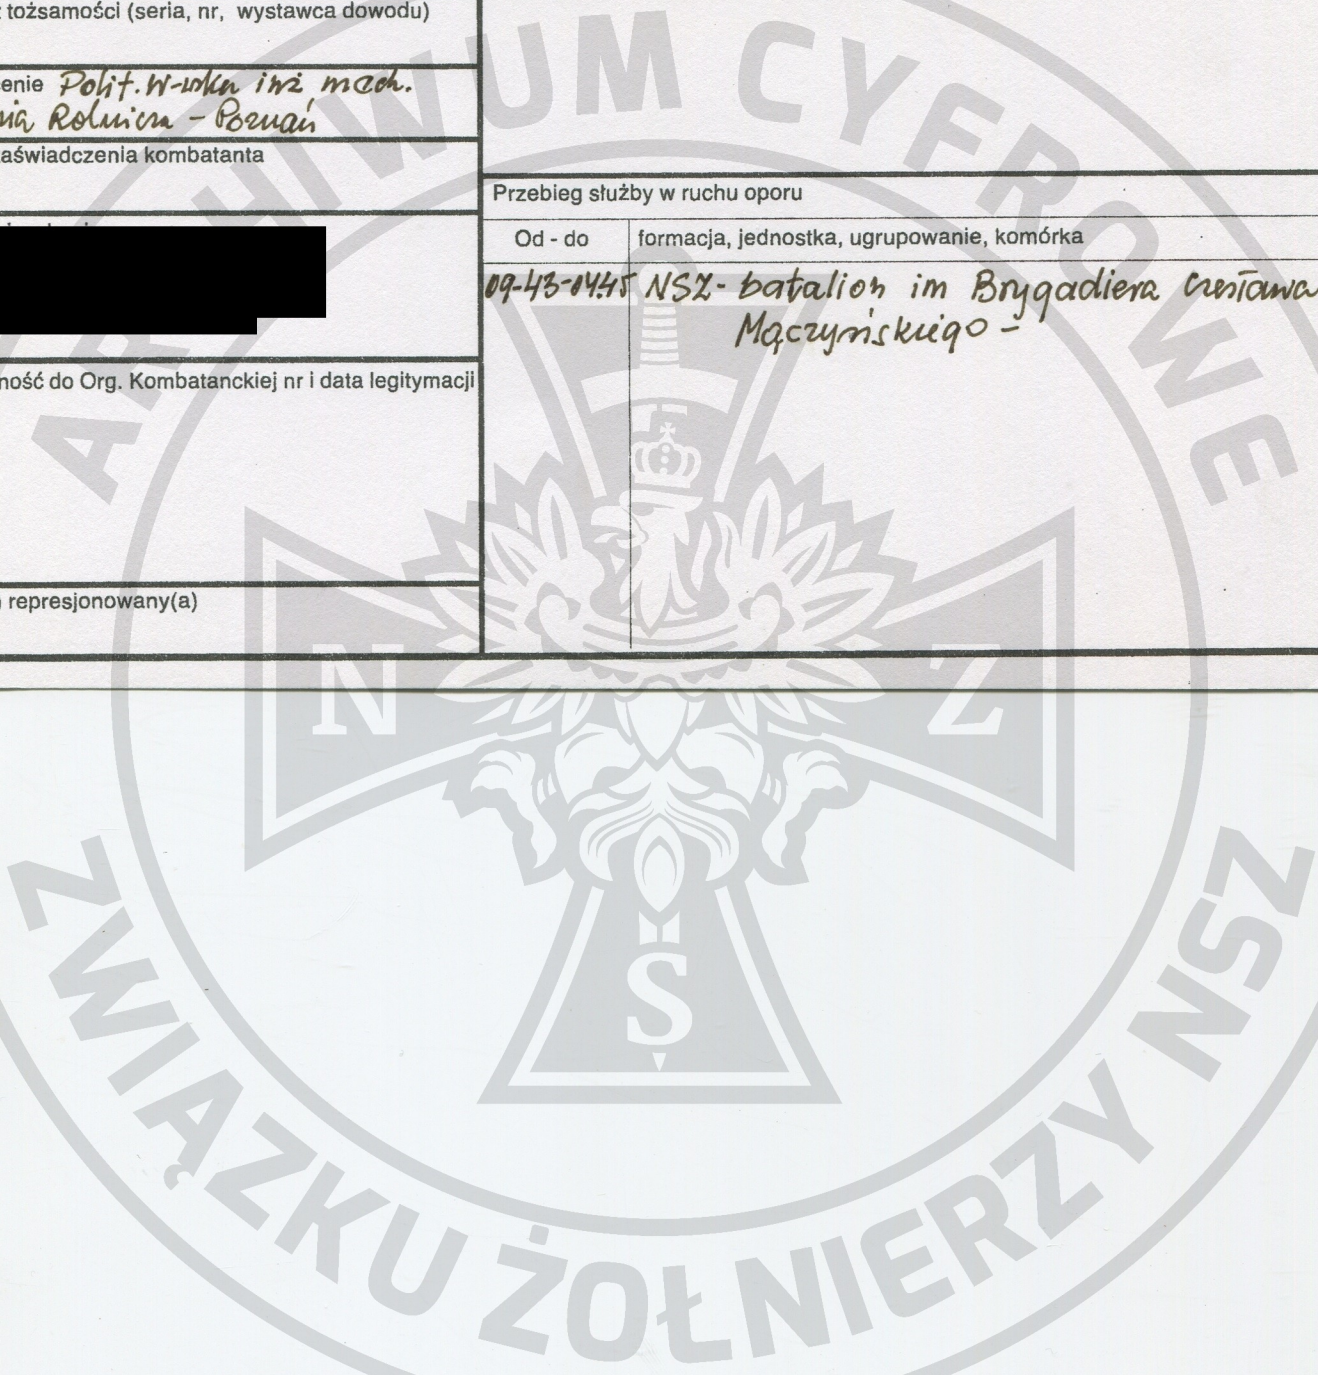 tożsamości (seria, nr, wystawca dowodu)
enie Polit. W-wska inż mech.
nia Rolnicza - Poznań
aświadczenia kombatanta
ność do Org. Kombatanckiej nr i data legitymacji
represjonowany(a)
Przebieg służby w ruchu oporu
Od - do formacja, jednostka, ugrupowanie, komórka
09-43-04.45 NSZ - batalion im Brygadiera Czesława
Mączyńskiego -
ARCHIWUM CYFROWE
N Z
S
ZWIĄZKU ŻOŁNIERZY NSZ